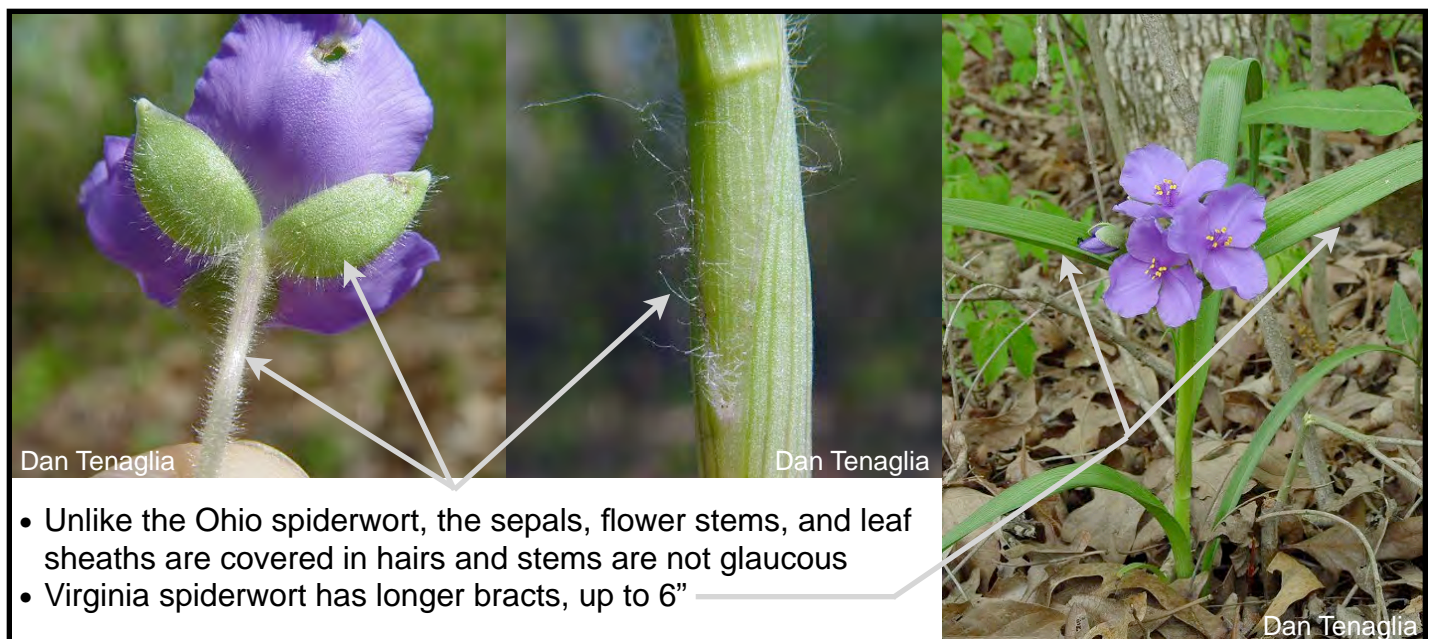 Dan Tenaglia
Dan Tenaglia
• Unlike the Ohio spiderwort, the sepals, flower stems, and leaf
sheaths are covered in hairs and stems are not glaucous
• Virginia spiderwort has longer bracts, up to 6”
Dan Tenaglia